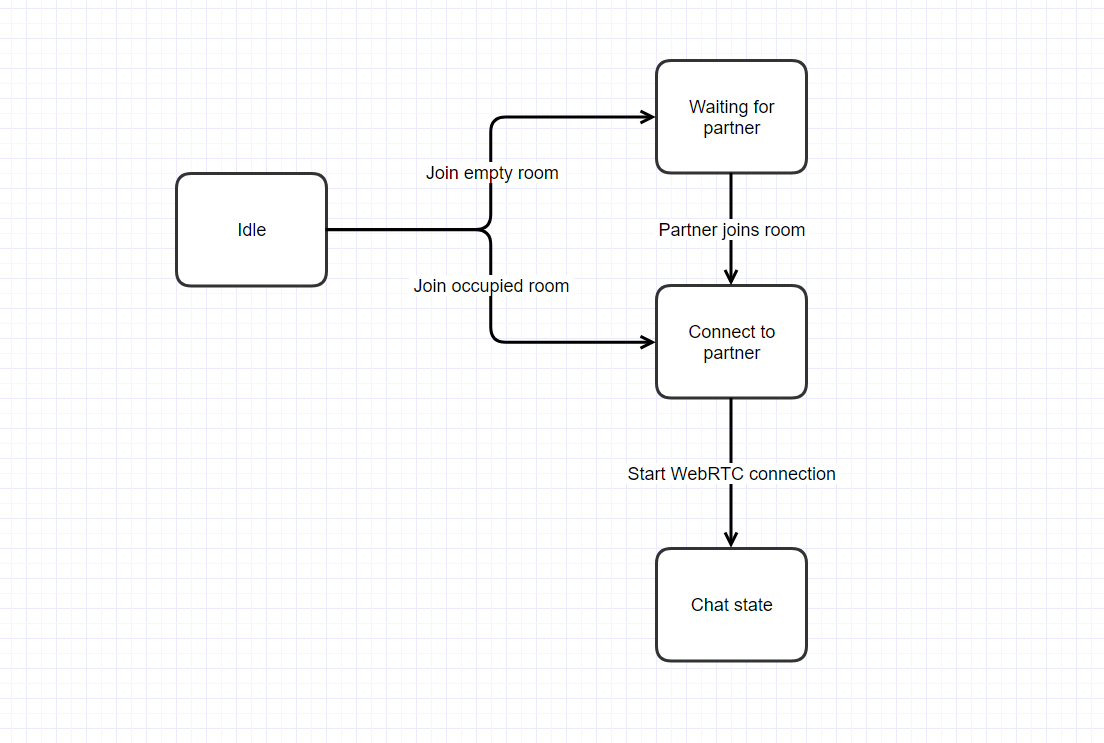 Waiting for
partner
Join empty room
Idle
Partner joins room
Join occupied room
Connect to
partner
Start WebRTC connection
Chat state